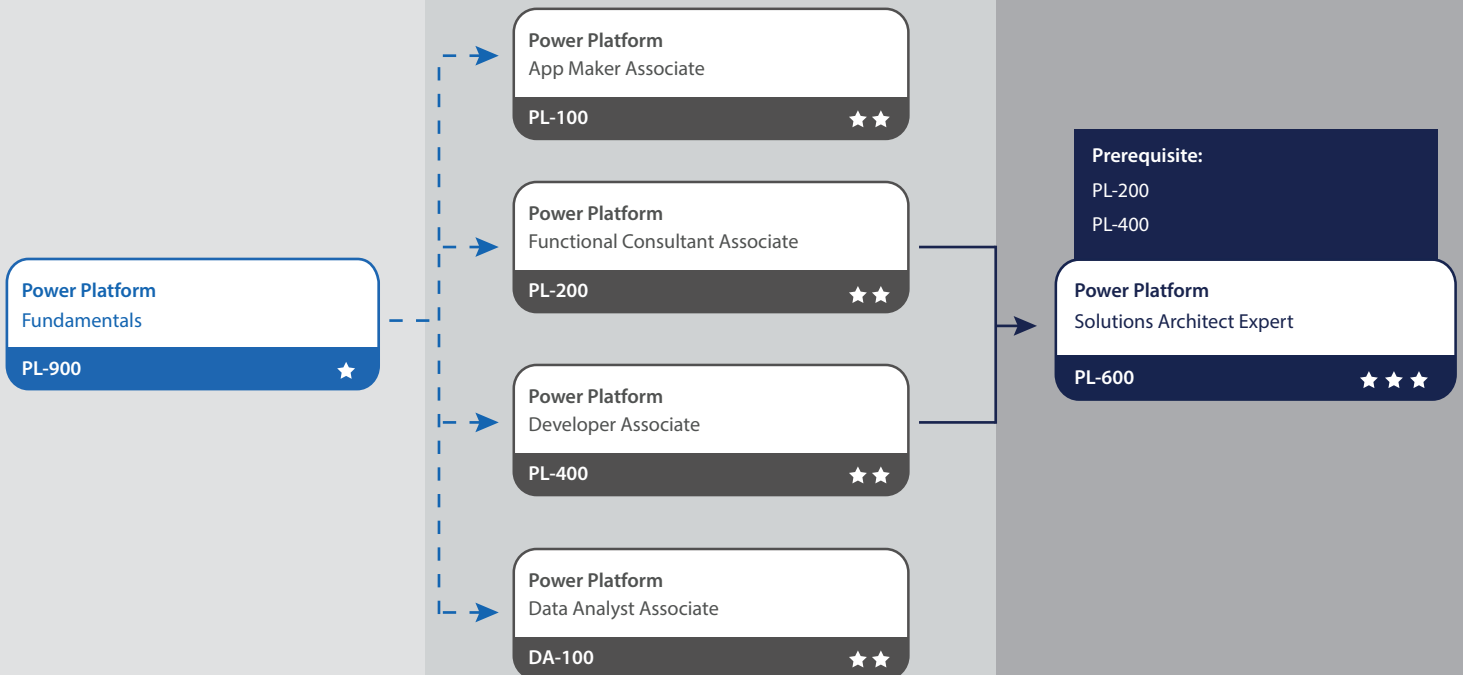 Power Platform
Fundamentals
PL-900
Power Platform
App Maker Associate
PL-100
Power Platform
Functional Consultant Associate
PL-200
Power Platform
Developer Associate
PL-400
Power Platform
Data Analyst Associate
DA-100
Prerequisite:
PL-200
PL-400
Power Platform
Solutions Architect Expert
PL-600